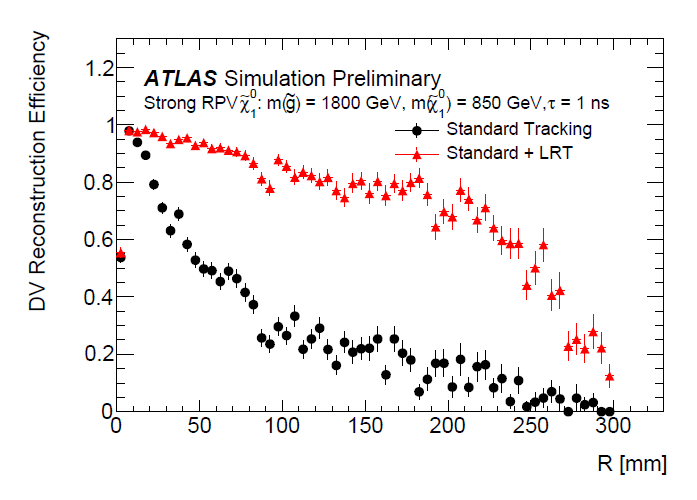 DV Reconstruction Efficiency
ATLAS Simulation Preliminary
Strong RPV χ̃₁⁰: m(g̃) = 1800 GeV, m(χ̃₁⁰) = 850 GeV,τ = 1 ns
Standard Tracking
Standard + LRT
1.2
1
0.8
0.6
0.4
0.2
0
0 50 100 150 200 250 300
R [mm]